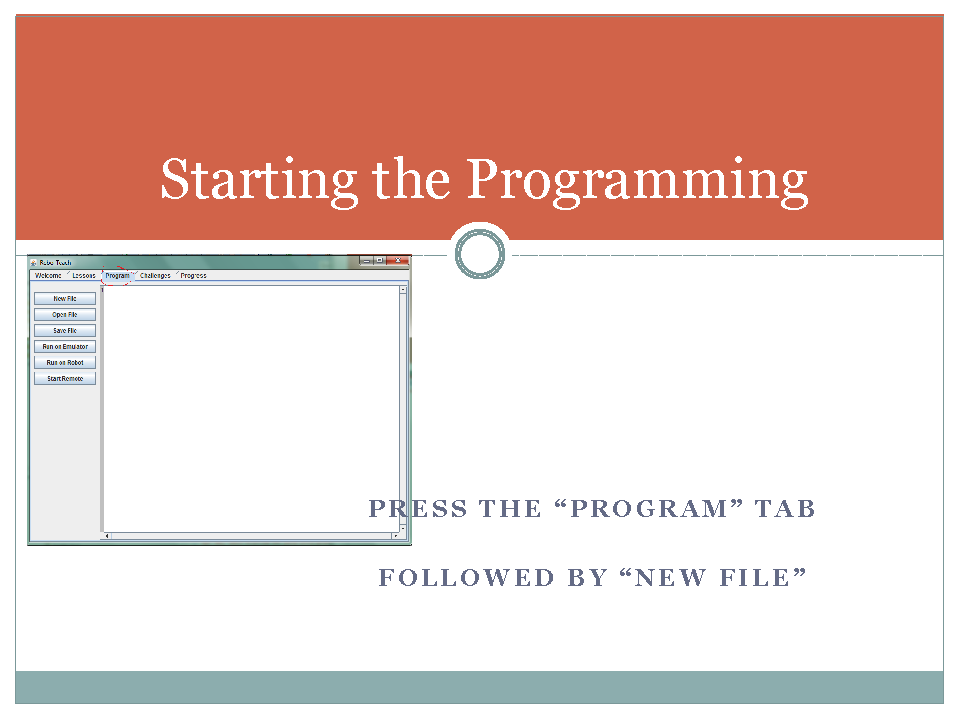 Starting the Programming
Robo Teach
Welcome Lessons Program Challenges Progress
New File
Open File
Save File
Run on Emulator
Run on Robot
Start Remote
PRESS THE “PROGRAM” TAB
FOLLOWED BY “NEW FILE”